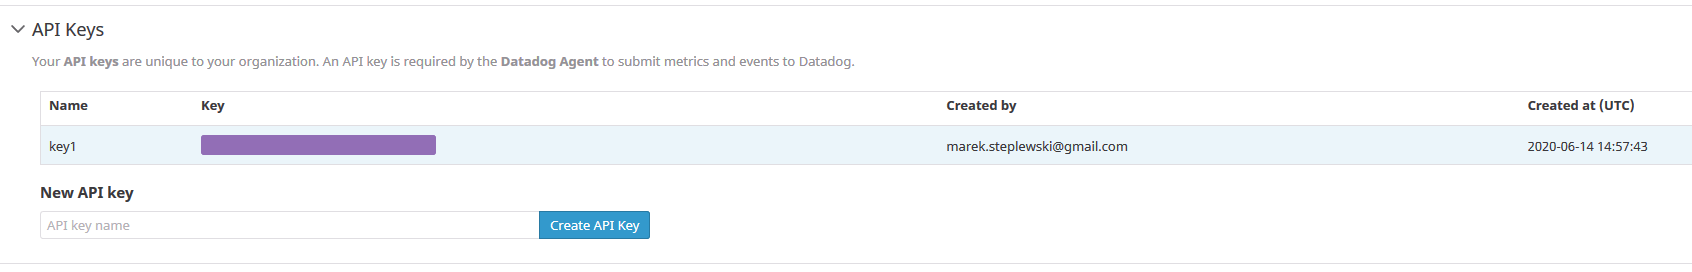 API Keys
Your API keys are unique to your organization. An API key is required by the Datadog Agent to submit metrics and events to Datadog.
Name Key Created by Created at (UTC)
key1 marek.steplewski@gmail.com 2020-06-14 14:57:43
New API key
API key name Create API Key